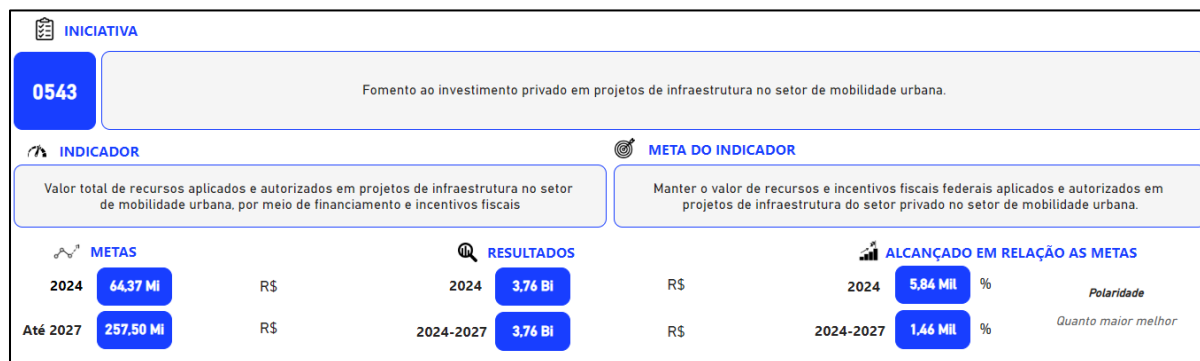 INICIATIVA
0543
Fomento ao investimento privado em projetos de infraestrutura no setor de mobilidade urbana.
INDICADOR
META DO INDICADOR
Valor total de recursos aplicados e autorizados em projetos de infraestrutura no setor
de mobilidade urbana, por meio de financiamento e incentivos fiscais
Manter o valor de recursos e incentivos fiscais federais aplicados e autorizados em
projetos de infraestrutura do setor privado no setor de mobilidade urbana.
METAS
RESULTADOS
ALCANÇADO EM RELAÇÃO AS METAS
2024 64,37 Mi R$ 2024 3,76 Bi R$ 2024 5,84 Mil %
Polaridade
Até 2027 257,50 Mi R$ 2024-2027 3,76 Bi R$ 2024-2027 1,46 Mil %
Quanto maior melhor